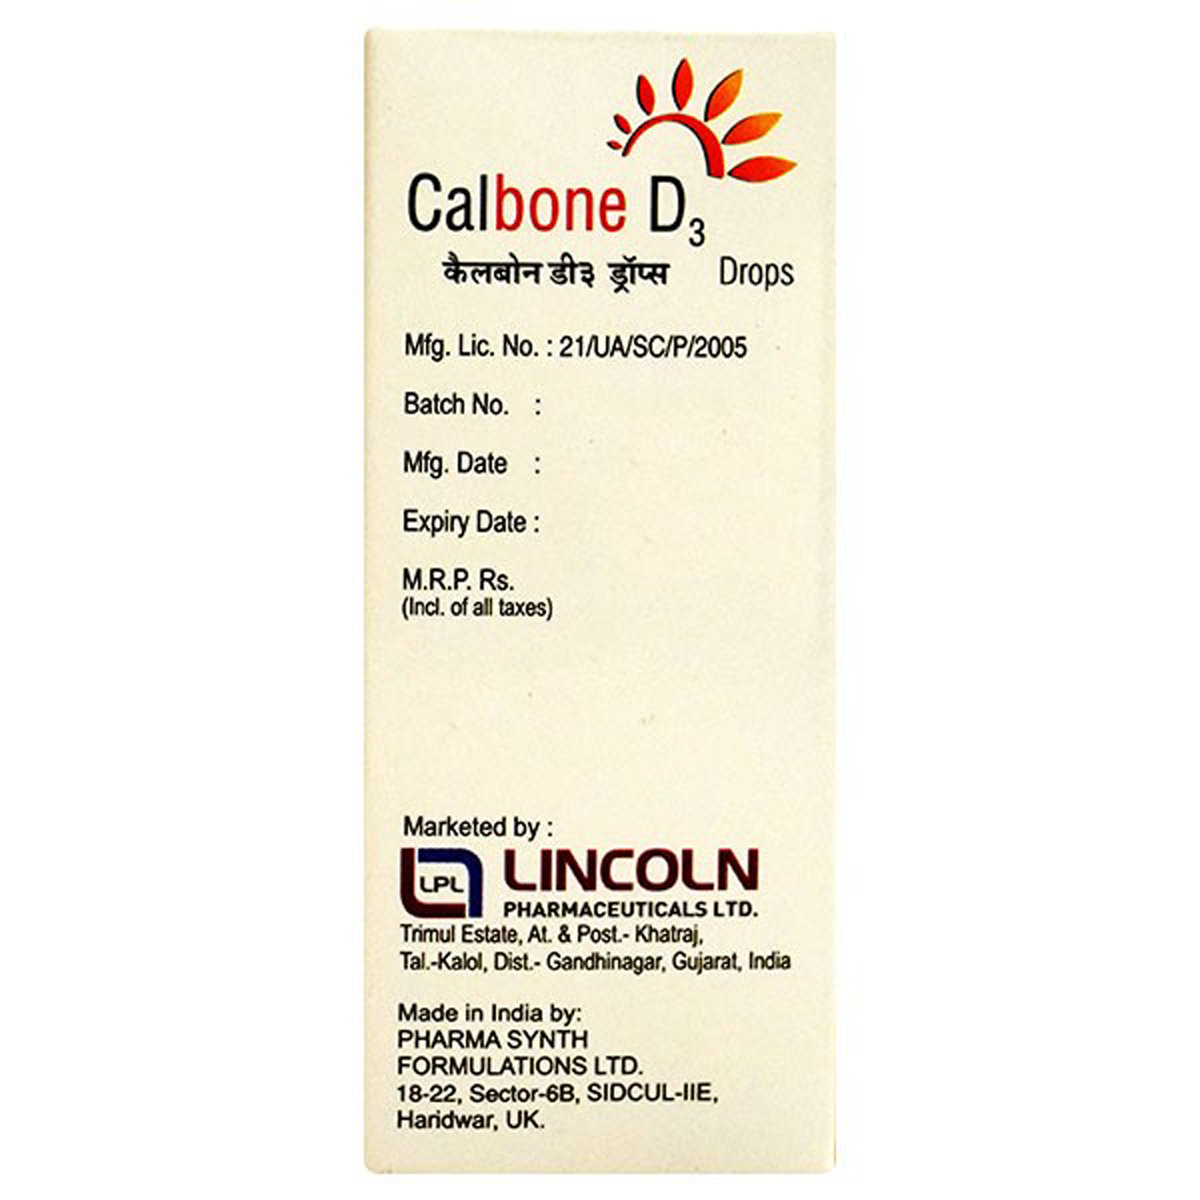 Calbone D3
कैलबोन डी३ ड्रॉप्स Drops
Mfg. Lic. No. : 21/UA/SC/P/2005
Batch No. :
Mfg. Date :
Expiry Date :
M.R.P. Rs.
(Incl. of all taxes)
Marketed by :
LPL LINCOLN
PHARMACEUTICALS LTD.
Trimul Estate, At. & Post.- Khatraj,
Tal.-Kalol, Dist.- Gandhinagar, Gujarat, India
Made in India by:
PHARMA SYNTH
FORMULATIONS LTD.
18-22, Sector-6B, SIDCUL-IIE,
Haridwar, UK.